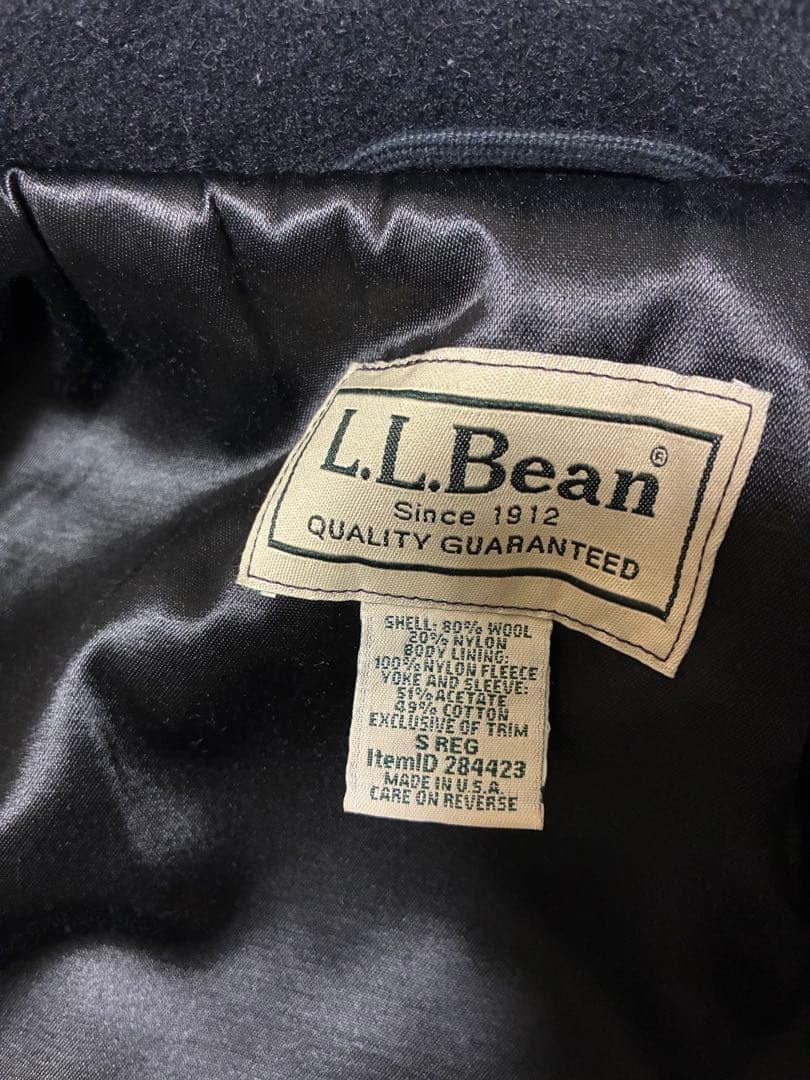 L.L.Bean®
Since 1912
QUALITY GUARANTEED
SHELL: 80% WOOL
20% NYLON
BODY LINING:
100% NYLON FLEECE
YOKE AND SLEEVE:
51% ACETATE
49% COTTON
EXCLUSIVE OF TRIM
S REG
ItemID 284423
MADE IN U.S.A.
CARE ON REVERSE